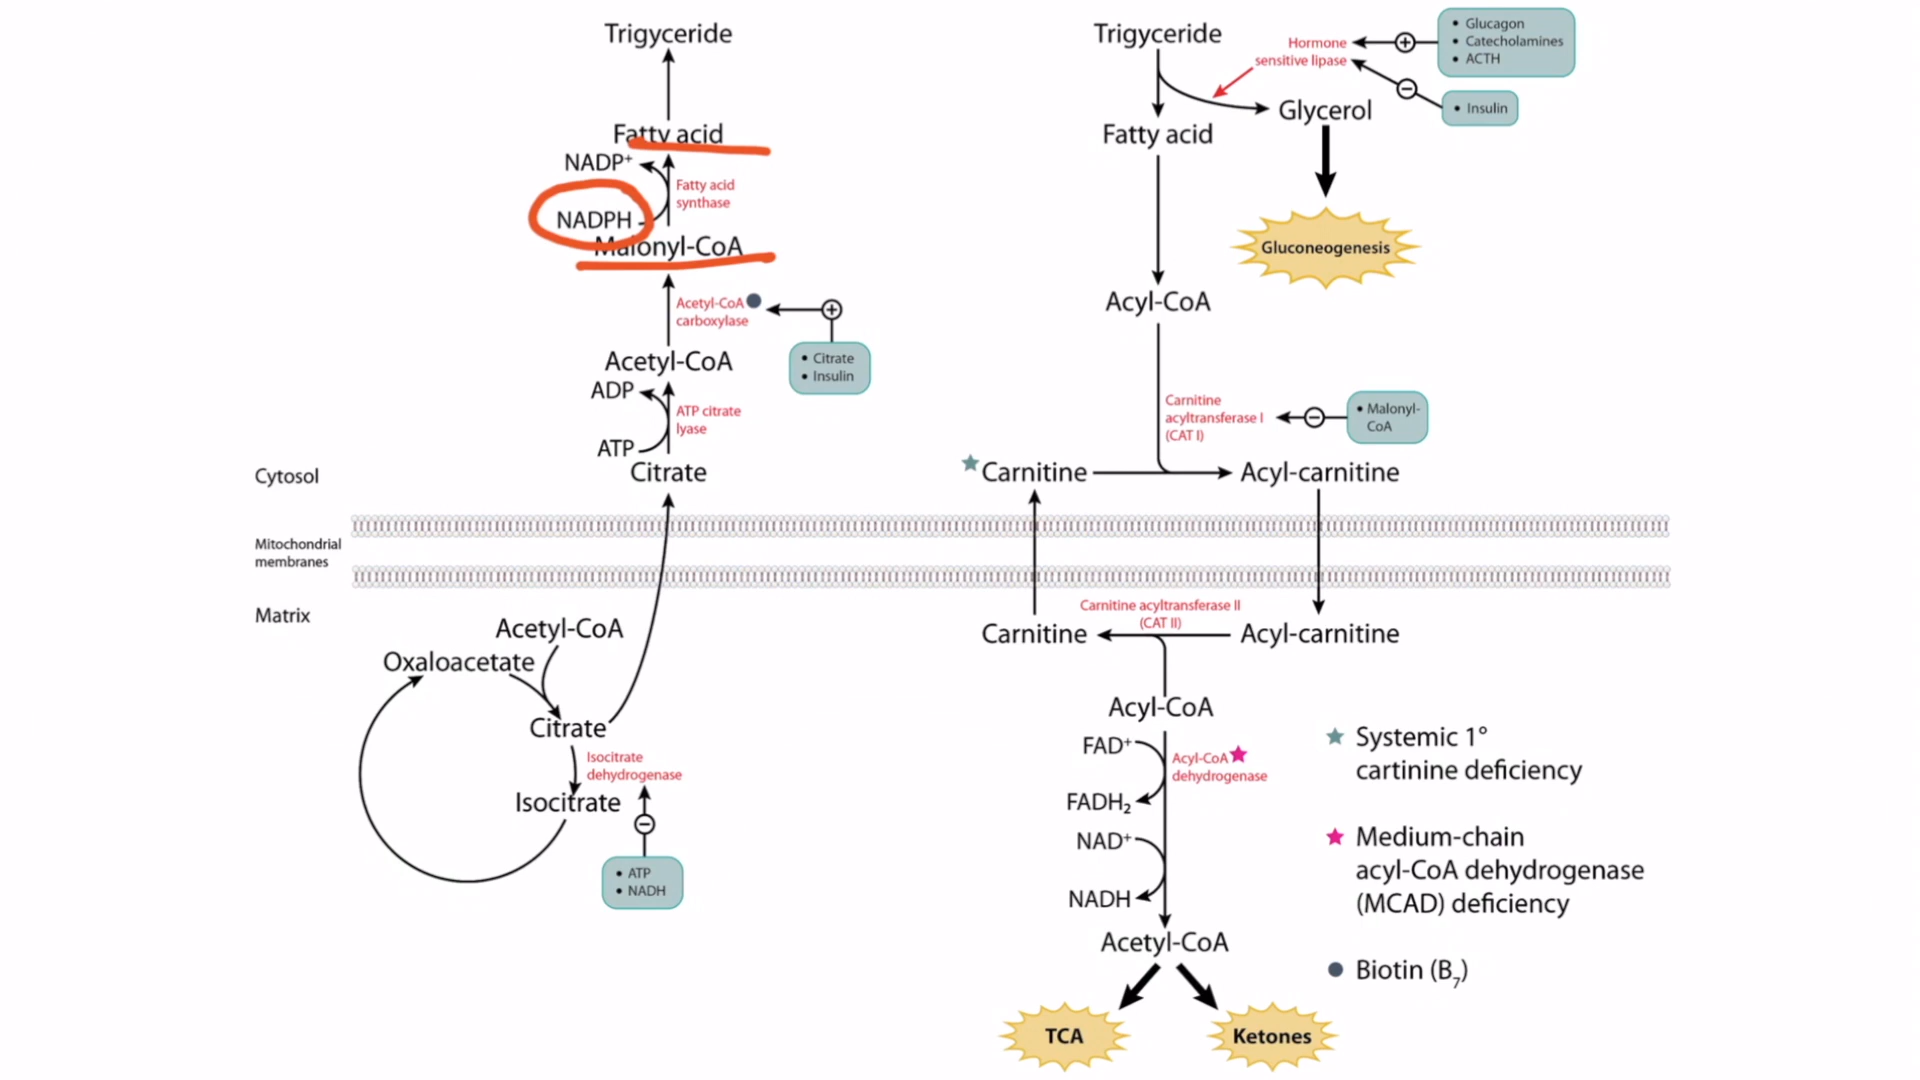 Trigyceride
Fatty acid
NADP+
Fatty acid
synthase
NADPH
Malonyl-CoA
Acetyl-CoA
carboxylase
• Citrate
• Insulin
Acetyl-CoA
ADP
ATP citrate
lyase
ATP
Citrate
Cytosol
Mitochondrial
membranes
Matrix
Acetyl-CoA
Oxaloacetate
Citrate
Isocitrate
dehydrogenase
Isocitrate
• ATP
• NADH
Trigyceride
Hormone
sensitive lipase
• Glucagon
• Catecholamines
• ACTH
• Insulin
Glycerol
Fatty acid
Gluconeogenesis
Acyl-CoA
Carnitine
acyltransferase I
(CAT I)
• Malonyl-
CoA
Carnitine
Acyl-carnitine
Carnitine acyltransferase II
(CAT II)
Carnitine
Acyl-carnitine
Acyl-CoA
FAD+
Acyl-CoA
dehydrogenase
FADH2
NAD+
NADH
Acetyl-CoA
TCA
Ketones
Systemic 1°
cartinine deficiency
Medium-chain
acyl-CoA dehydrogenase
(MCAD) deficiency
Biotin (B7)